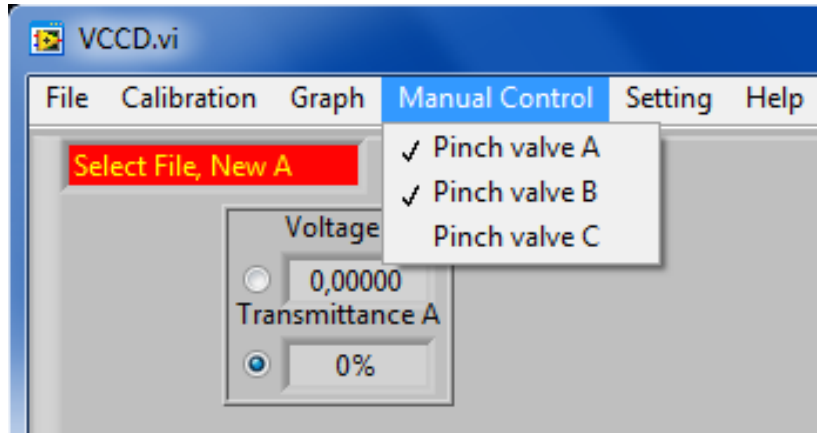 VCCD.vi
File Calibration Graph Manual Control Setting Help
Select File, New A
Pinch valve A
Pinch valve B
Pinch valve C
Voltage
0,00000
Transmittance A
0%